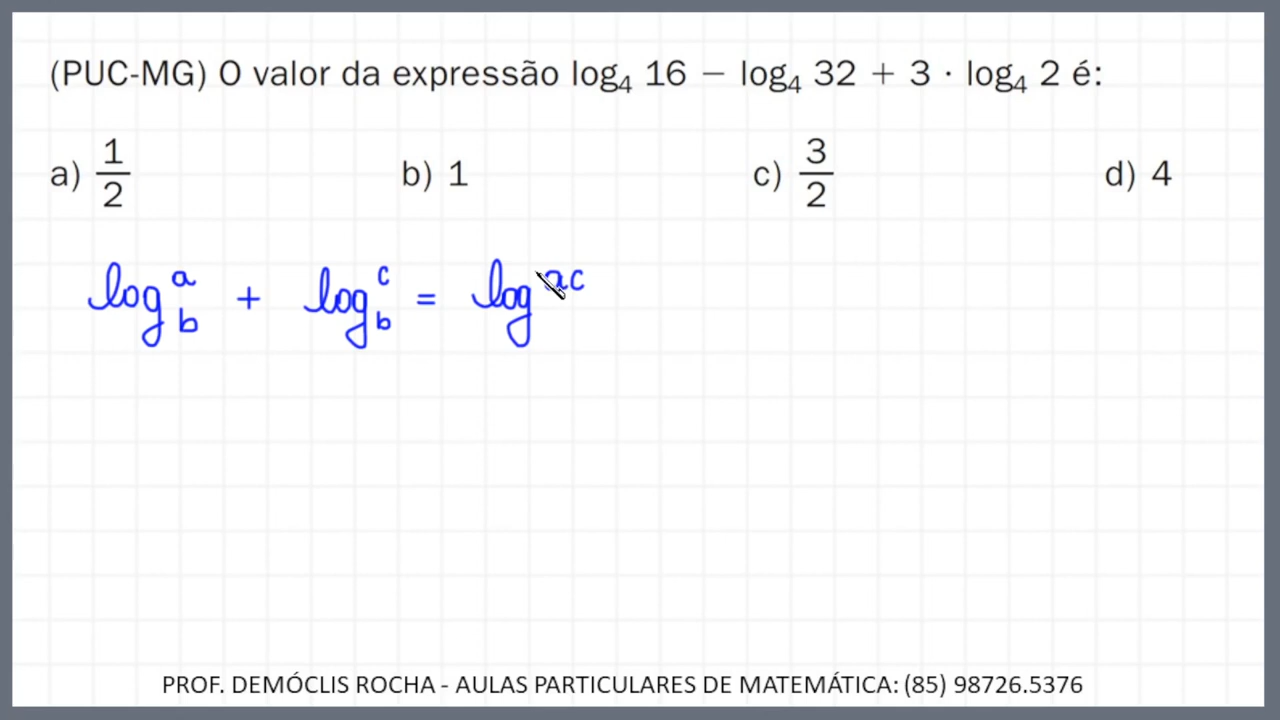 (PUC-MG) O valor da expressão log₄ 16 − log₄ 32 + 3 · log₄ 2 é:
a) 1/2 b) 1 c) 3/2 d) 4
log_b^a + log_b^c = log^ac
PROF. DEMÓCLIS ROCHA - AULAS PARTICULARES DE MATEMÁTICA: (85) 98726.5376